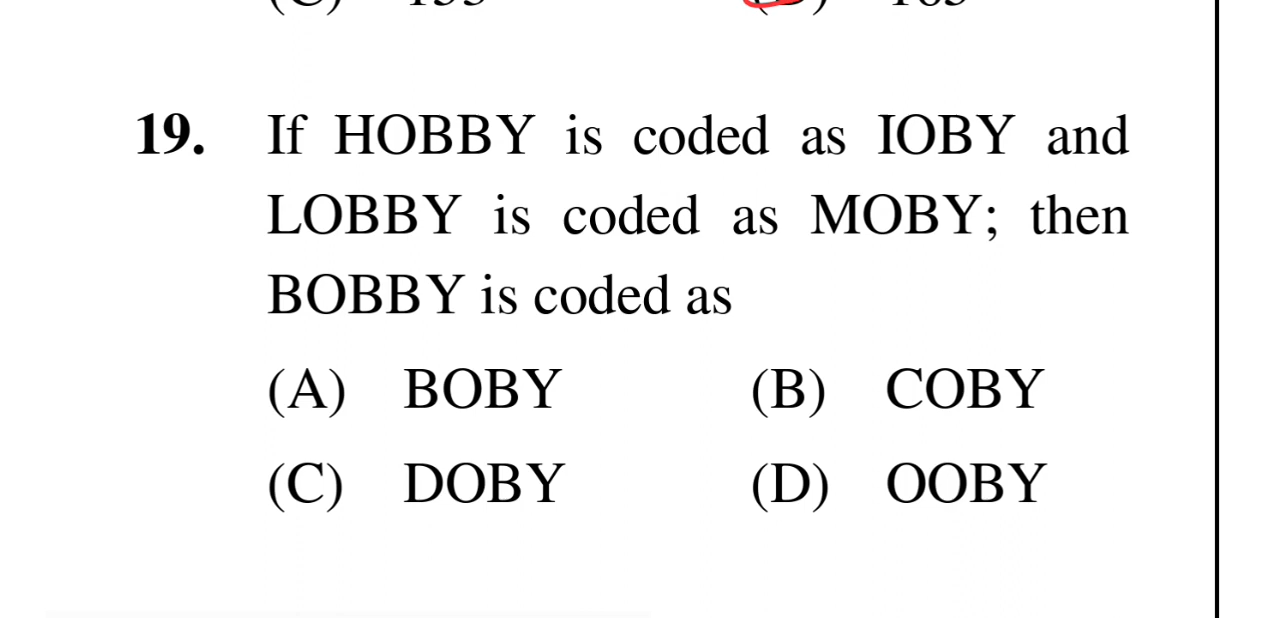 19. If HOBBY is coded as IOBY and
LOBBY is coded as MOBY; then
BOBBY is coded as
(A) BOBY (B) COBY
(C) DOBY (D) OOBY